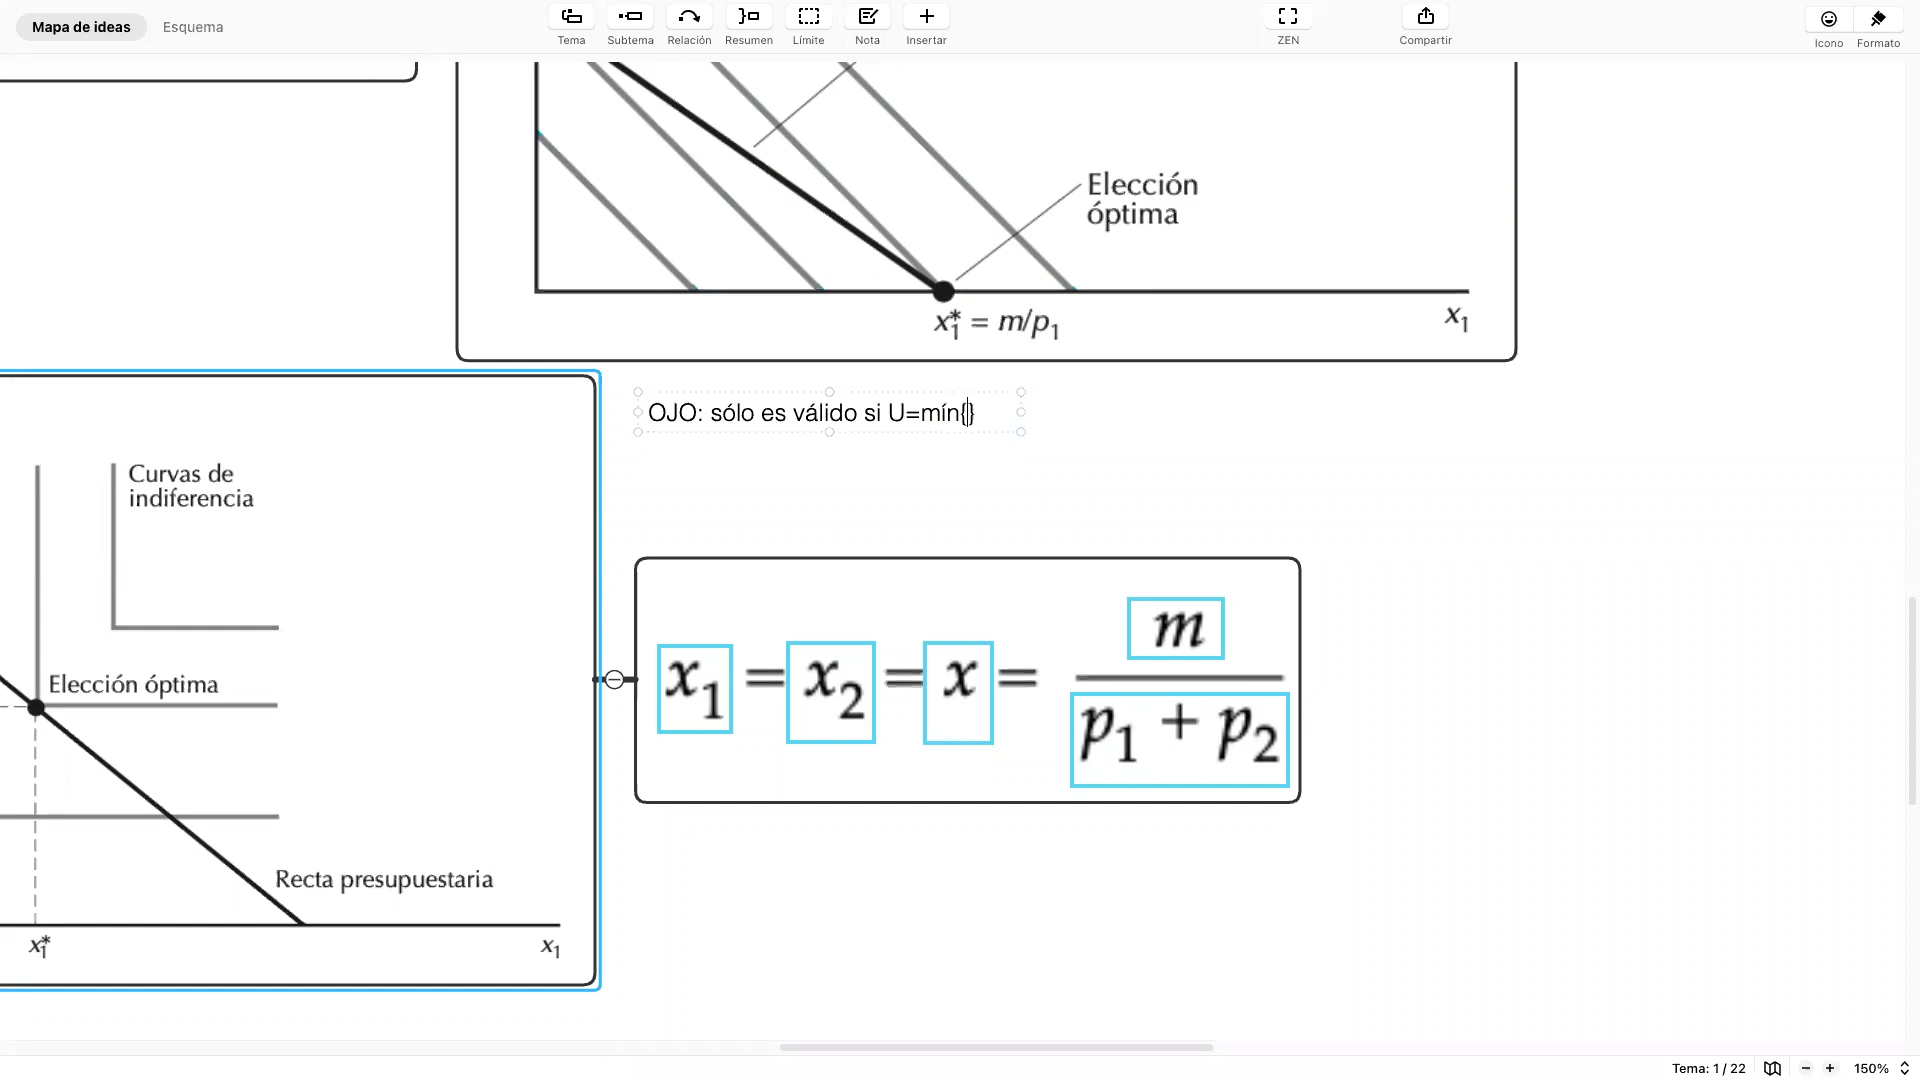 Mapa de ideas
Esquema
Tema
Subtema
Relación
Resumen
Límite
Nota
Insertar
ZEN
Compartir
Icono
Formato
Elección
óptima
x₁* = m/p₁
x₁
OJO: sólo es válido si U=mín{}
Curvas de
indiferencia
Elección óptima
x₁ = x₂ = x = m
p₁ + p₂
Recta presupuestaria
x₁*
x₁
Tema: 1 / 22
150%